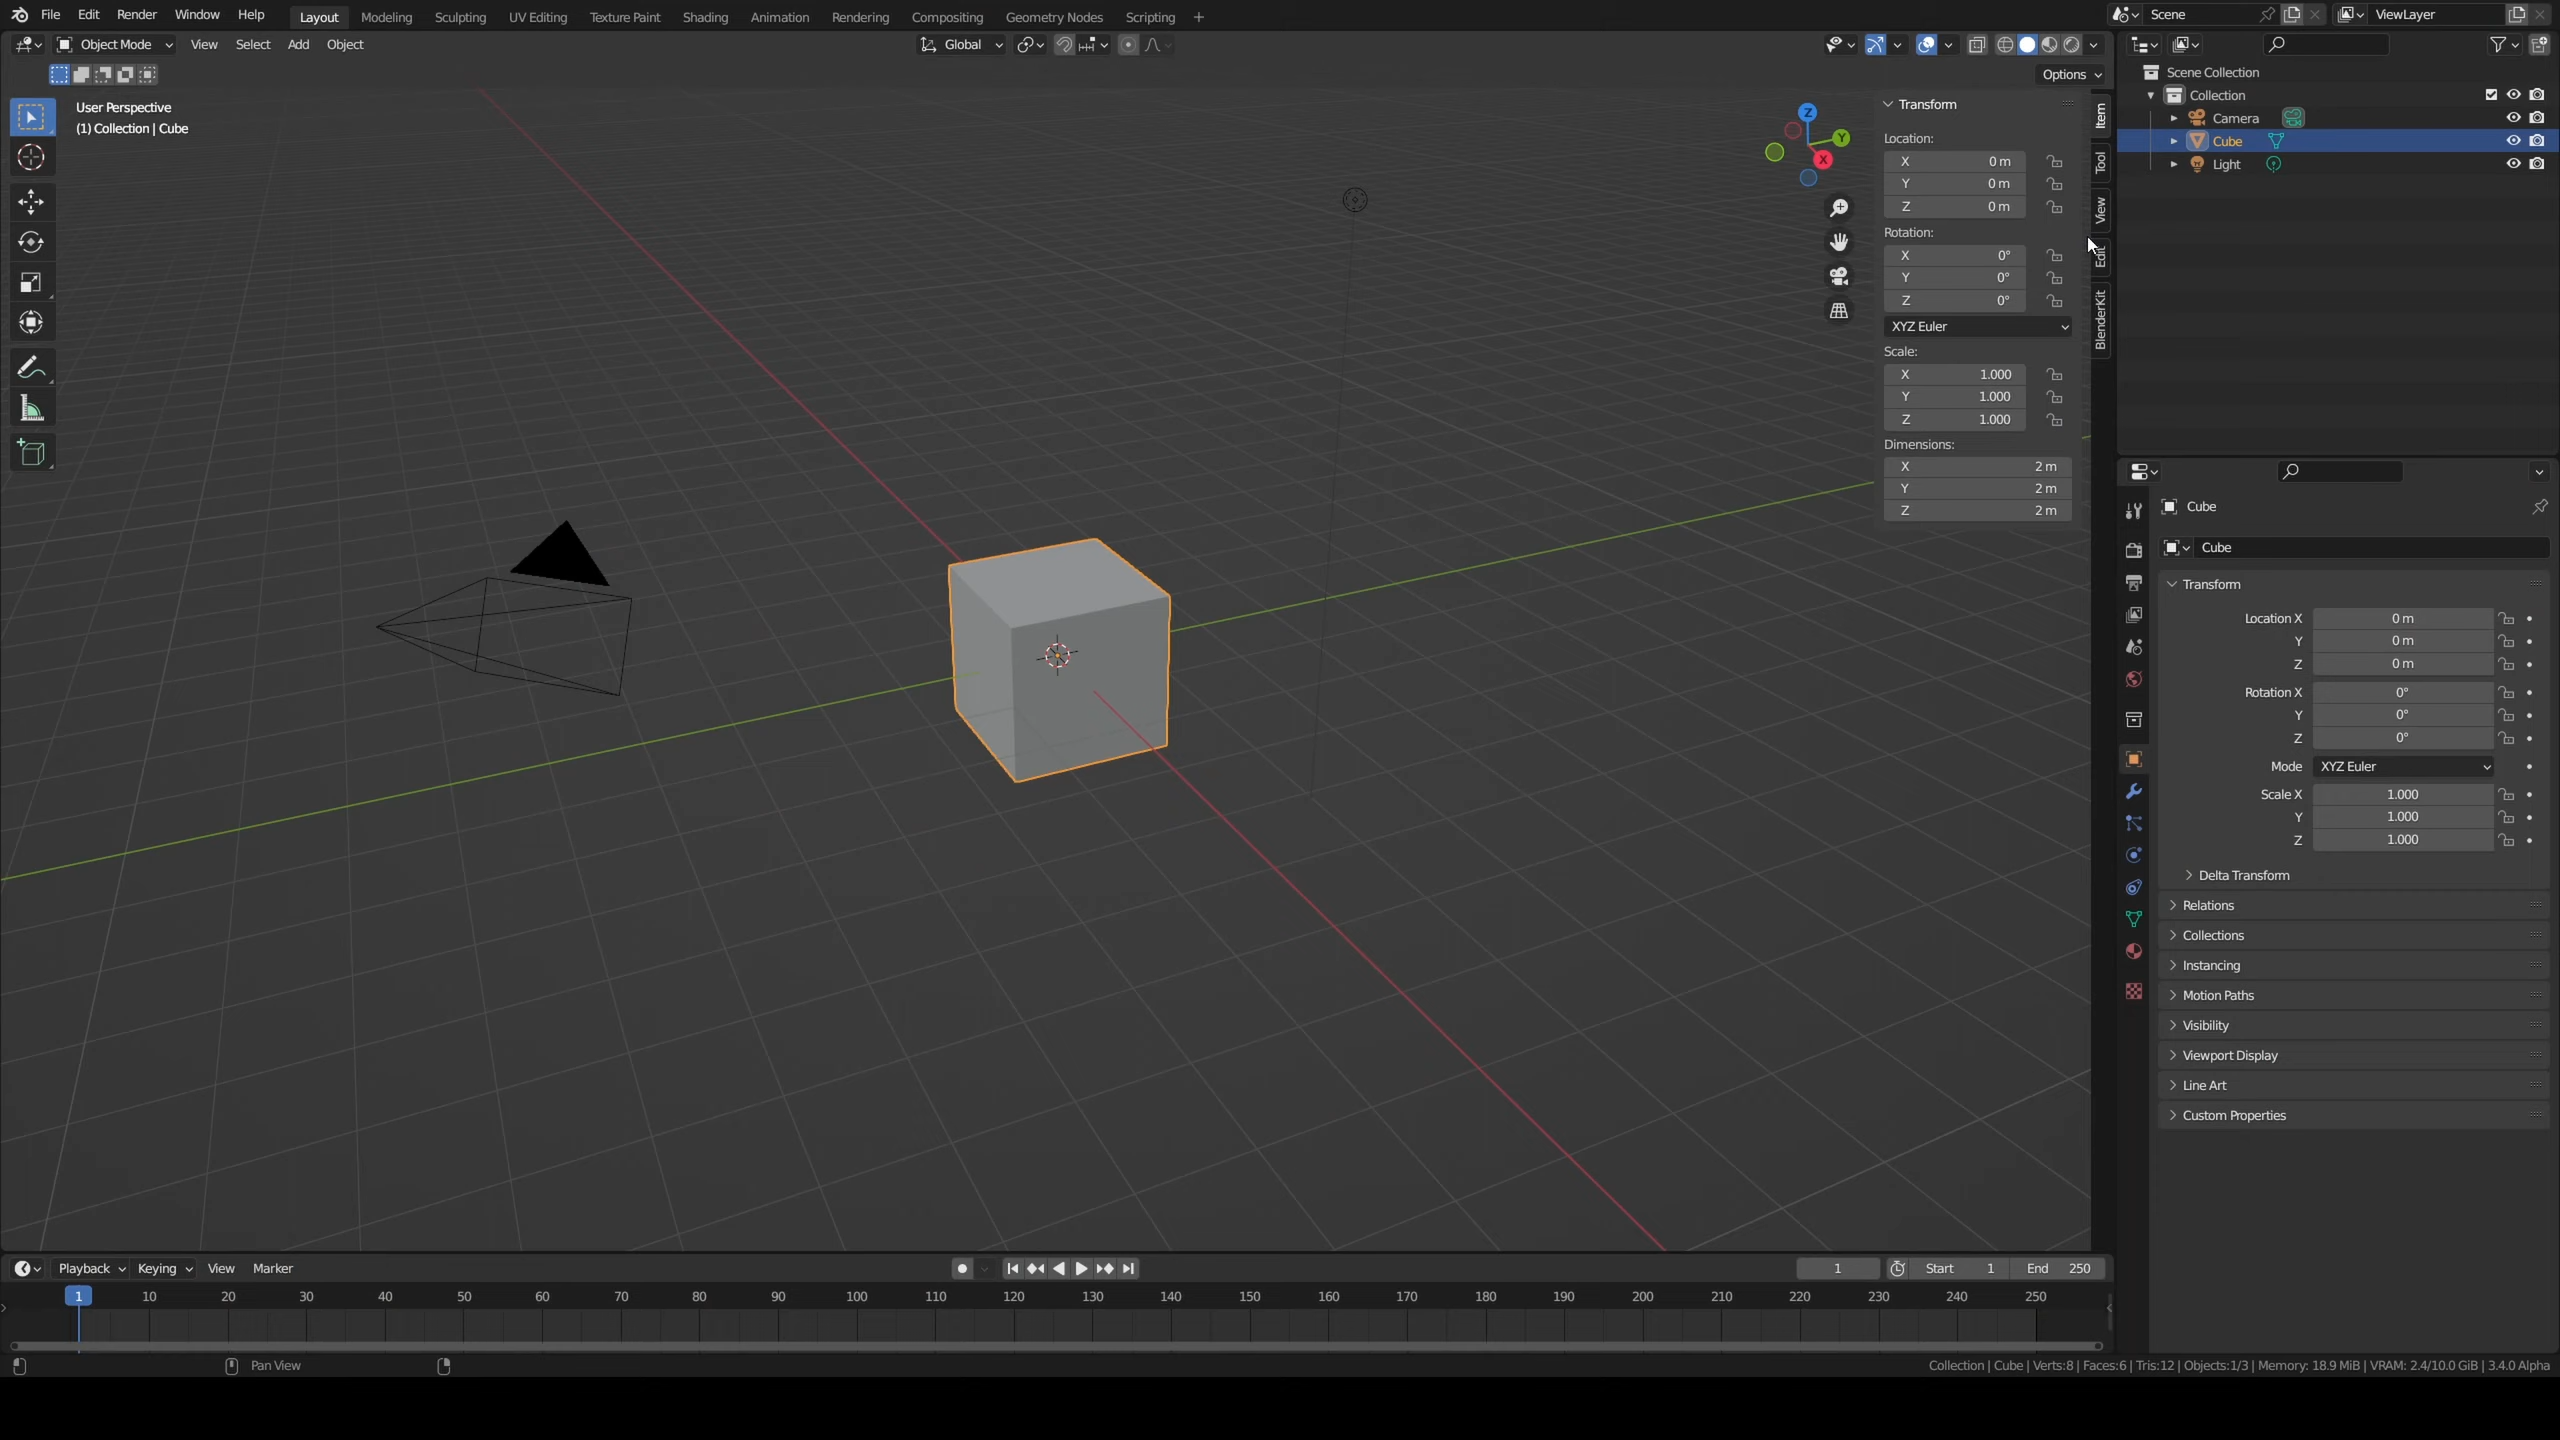 File Edit Render Window Help Layout Modeling Sculpting UV Editing Texture Paint Shading Animation Rendering Compositing Geometry Nodes Scripting + Scene ViewLayer
Object Mode View Select Add Object Global
Options
User Perspective
(1) Collection | Cube
Z
Y
X
Transform
Location:
X 0 m
Y 0 m
Z 0 m
Rotation:
X 0°
Y 0°
Z 0°
XYZ Euler
Scale:
X 1.000
Y 1.000
Z 1.000
Dimensions:
X 2 m
Y 2 m
Z 2 m
Item
Tool
View
Edit
BlenderKit
Scene Collection
Collection
Camera
Cube
Light
Cube
Cube
Transform
Location X 0 m
Y 0 m
Z 0 m
Rotation X 0°
Y 0°
Z 0°
Mode XYZ Euler
Scale X 1.000
Y 1.000
Z 1.000
Delta Transform
Relations
Collections
Instancing
Motion Paths
Visibility
Viewport Display
Line Art
Custom Properties
Playback Keying View Marker 1 Start 1 End 250
1 10 20 30 40 50 60 70 80 90 100 110 120 130 140 150 160 170 180 190 200 210 220 230 240 250
Pan View
Collection | Cube | Verts:8 | Faces:6 | Tris:12 | Objects:1/3 | Memory: 18.9 MiB | VRAM: 2.4/10.0 GiB | 3.4.0 Alpha